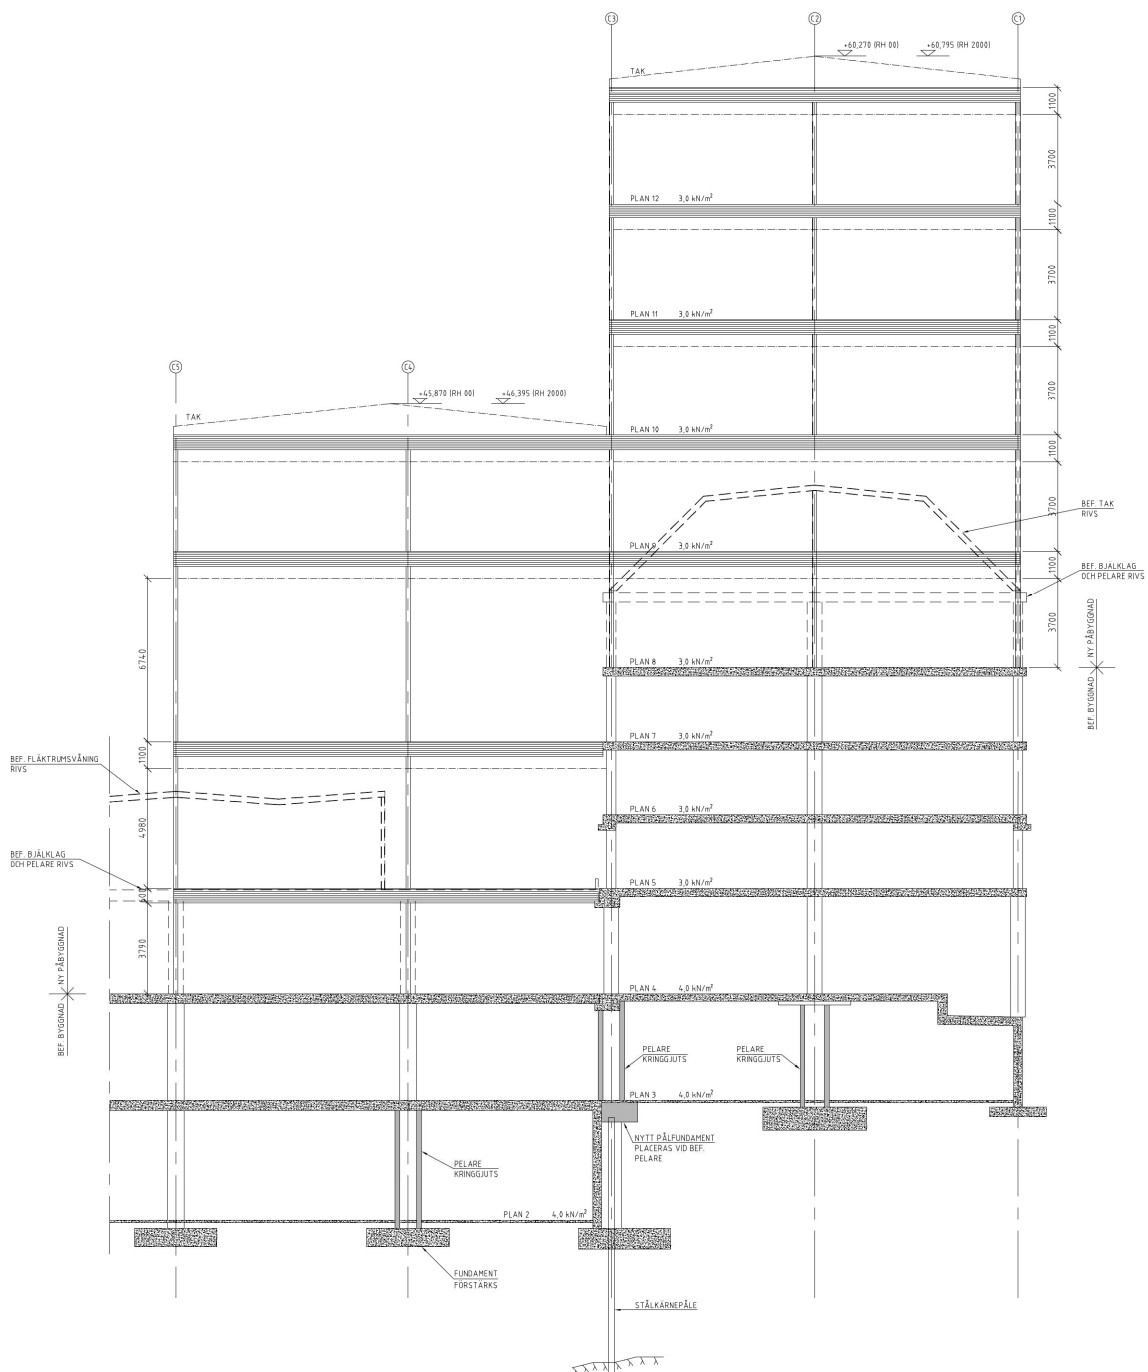 C3
C2
C1
+60,270 (RH 00)
+60,795 (RH 2000)
TAK
1100
3700
PLAN 12 3,0 kN/m²
1100
3700
PLAN 11 3,0 kN/m²
1100
3700
C5
C4
+45,870 (RH 00)
+46,395 (RH 2000)
TAK
PLAN 10 3,0 kN/m²
1100
3700
BEF. TAK
RIVS
PLAN 9 3,0 kN/m²
1100
BEF. BJÄLKLAG
OCH PELARE RIVS
3700
6740
PLAN 8 3,0 kN/m²
NY PÅBYGGNAD
BEF. BYGGNAD
PLAN 7 3,0 kN/m²
1100
BEF. FLÄKTRUMSVÅNING
RIVS
4980
PLAN 6 3,0 kN/m²
BEF. BJÄLKLAG
OCH PELARE RIVS
PLAN 5 3,0 kN/m²
601
3790
NY PÅBYGGNAD
BEF. BYGGNAD
PLAN 4 4,0 kN/m²
PELARE
KRINGGJUTS
PELARE
KRINGGJUTS
PLAN 3 4,0 kN/m²
NYTT PÅLFUNDAMENT
PLACERAS VID BEF.
PELARE
PELARE
KRINGGJUTS
PLAN 2 4,0 kN/m²
FUNDAMENT
FÖRSTÄRKS
STÅLKÄRNEPÅLE